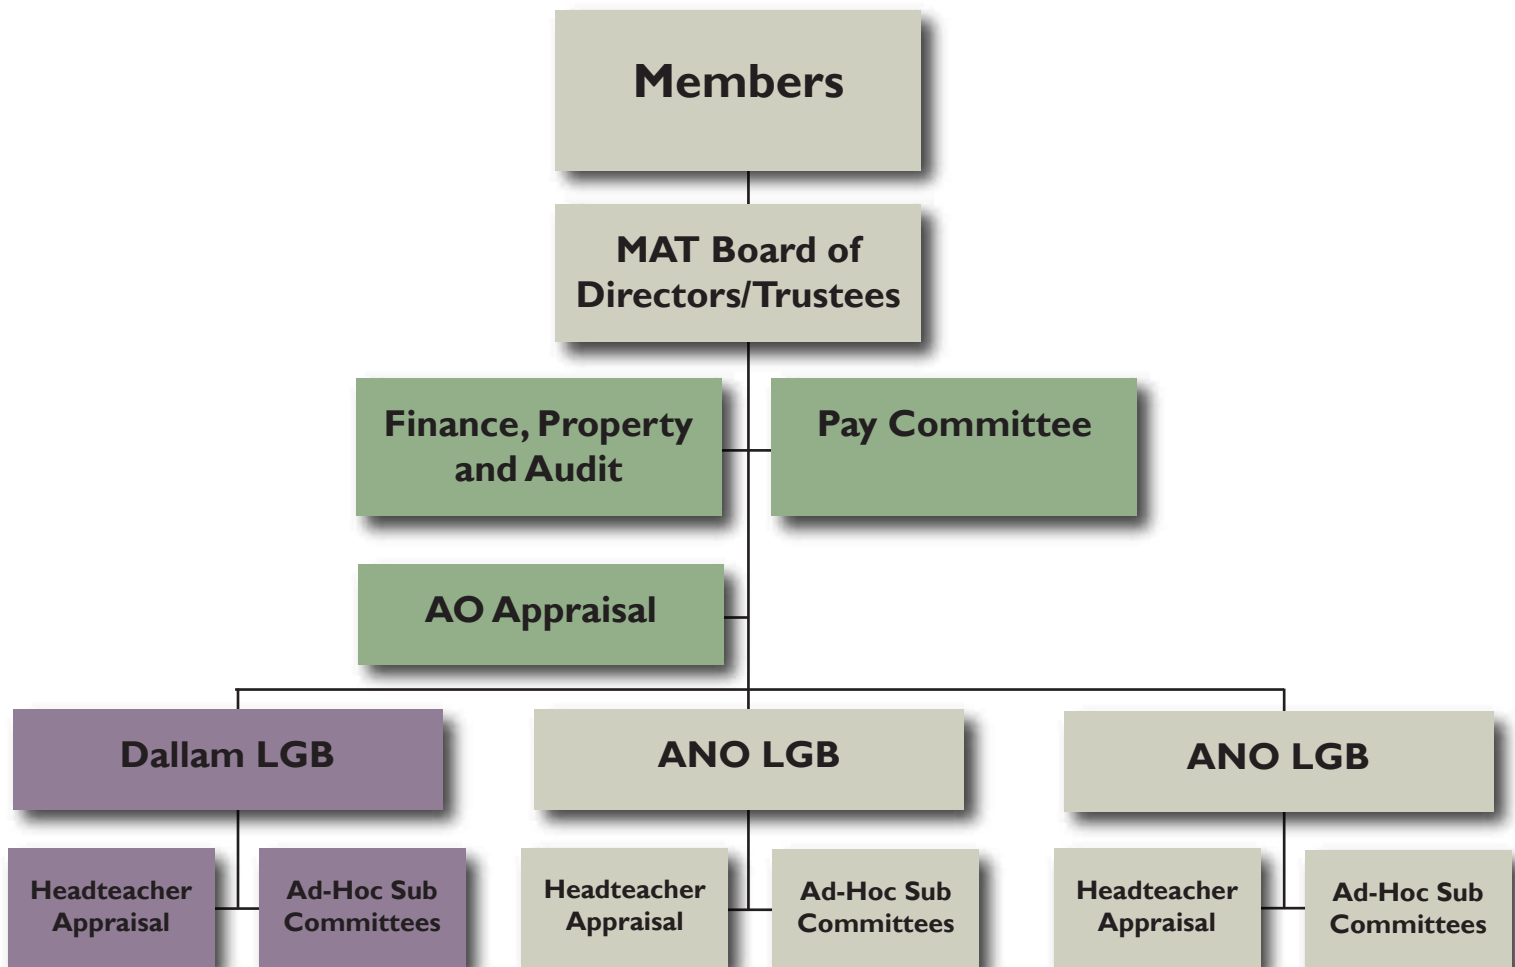 Members
MAT Board of
Directors/Trustees
Finance, Property
and Audit
Pay Committee
AO Appraisal
Dallam LGB
ANO LGB
ANO LGB
Headteacher
Appraisal
Ad-Hoc Sub
Committees
Headteacher
Appraisal
Ad-Hoc Sub
Committees
Headteacher
Appraisal
Ad-Hoc Sub
Committees